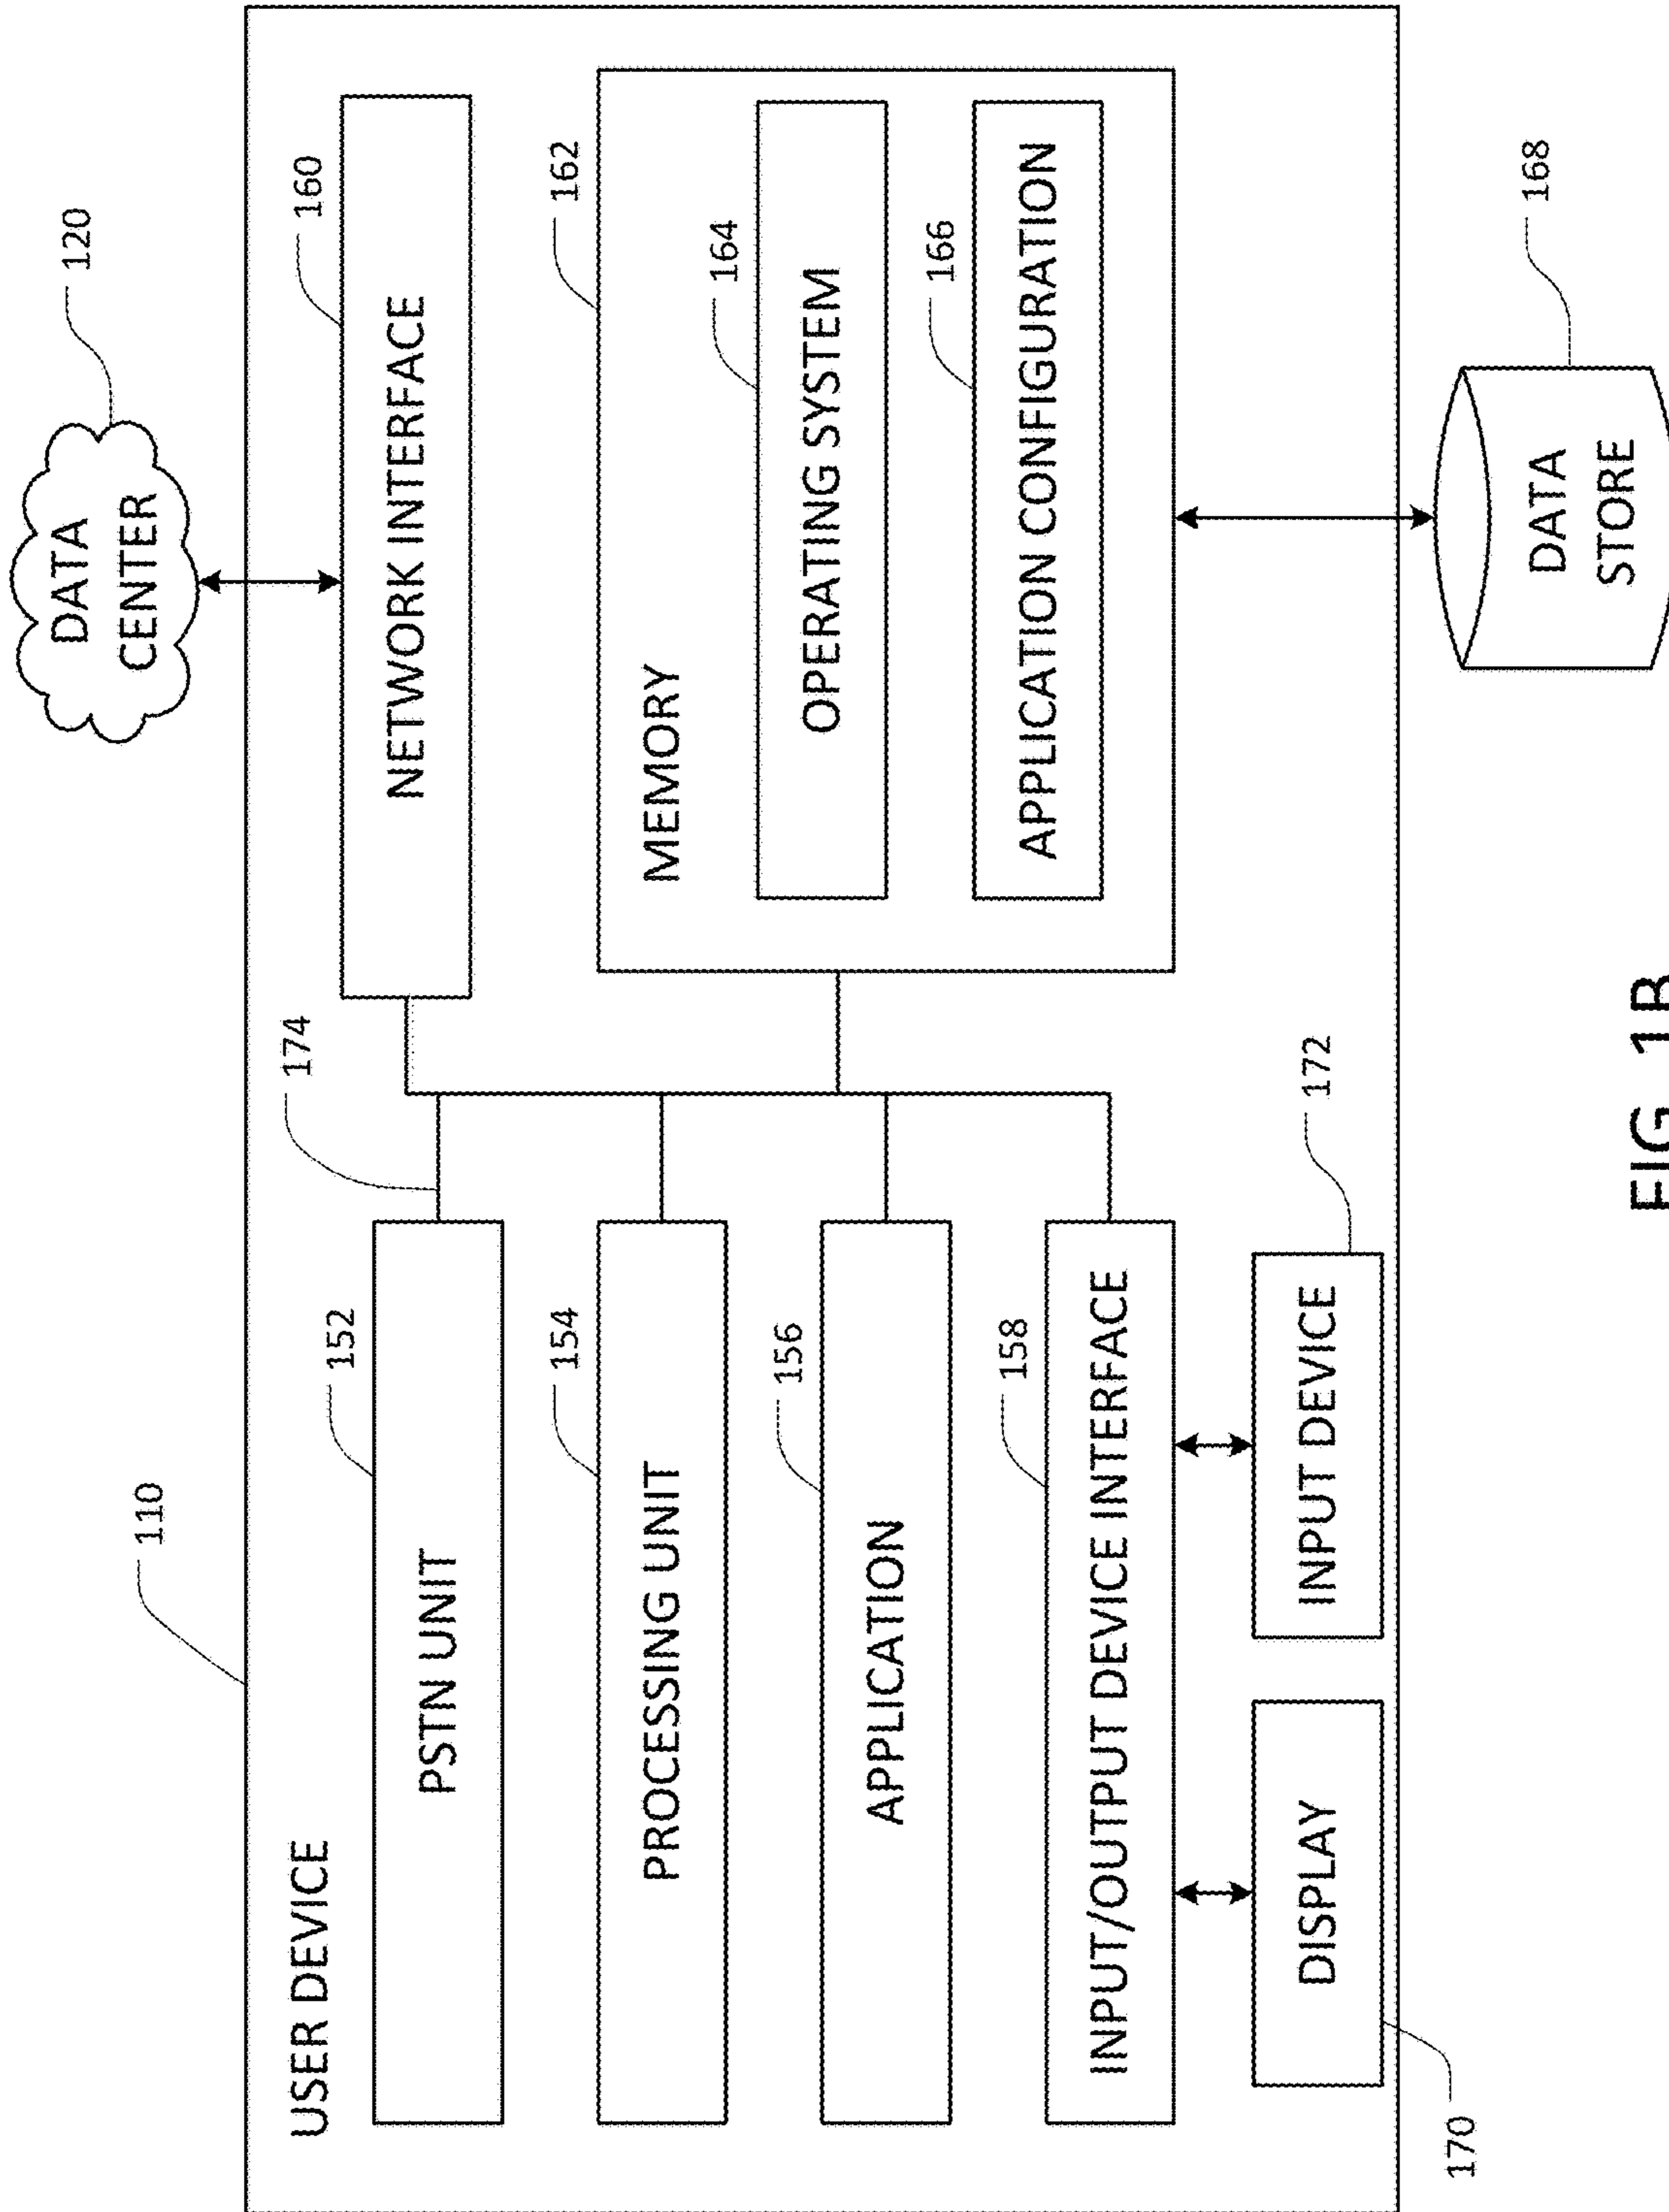 DATA
CENTER
120
110
USER DEVICE
152
PSTN UNIT
174
160
NETWORK INTERFACE
154
PROCESSING UNIT
162
MEMORY
156
APPLICATION
164
OPERATING SYSTEM
158
INPUT/OUTPUT DEVICE INTERFACE
166
APPLICATION CONFIGURATION
DISPLAY
170
INPUT DEVICE
172
DATA
STORE
168
FIG. 1B